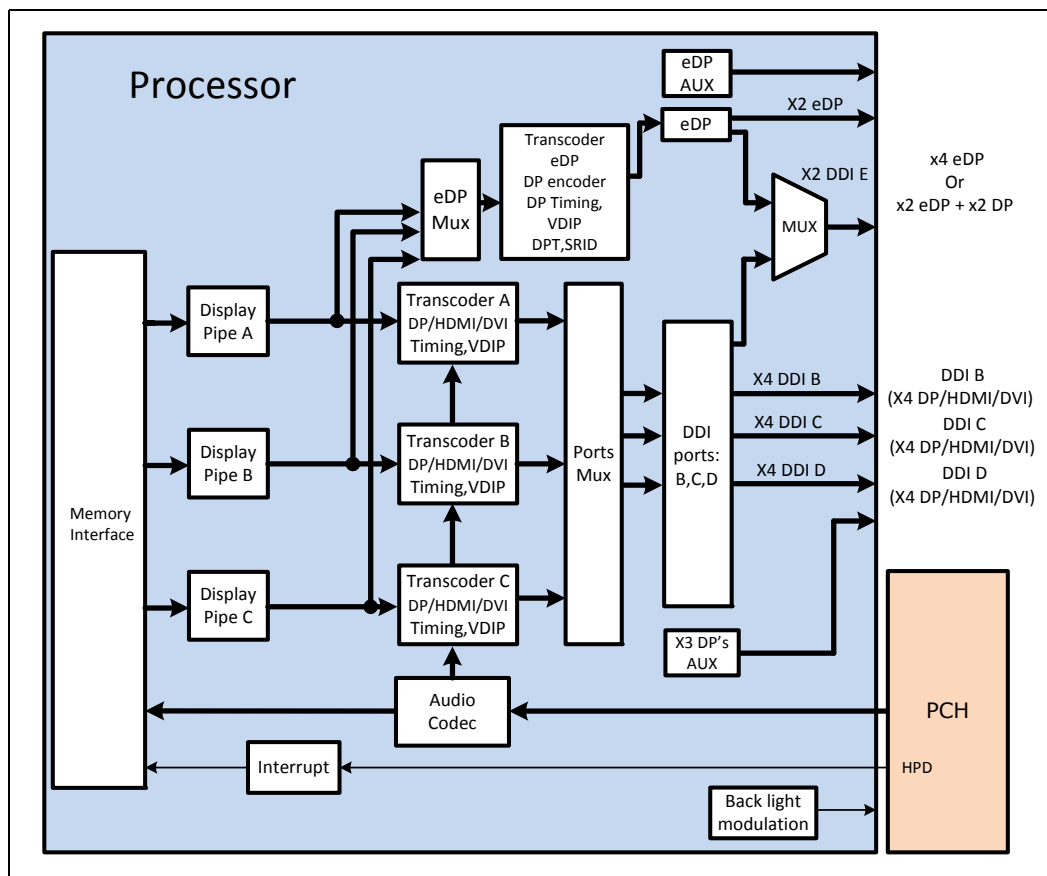 Processor
eDP
AUX
X2 eDP
eDP
Transcoder
eDP
DP encoder
DP Timing,
VDIP
DPT,SRID
eDP
Mux
X2 DDI E
MUX
x4 eDP
Or
x2 eDP + x2 DP
Memory
Interface
Display
Pipe A
Display
Pipe B
Display
Pipe C
Transcoder A
DP/HDMI/DVI
Timing,VDIP
Transcoder B
DP/HDMI/DVI
Timing,VDIP
Transcoder C
DP/HDMI/DVI
Timing,VDIP
Ports
Mux
DDI
ports:
B,C,D
X4 DDI B
X4 DDI C
X4 DDI D
DDI B
(X4 DP/HDMI/DVI)
DDI C
(X4 DP/HDMI/DVI)
DDI D
(X4 DP/HDMI/DVI)
X3 DP's
AUX
Audio
Codec
PCH
Interrupt
HPD
Back light
modulation